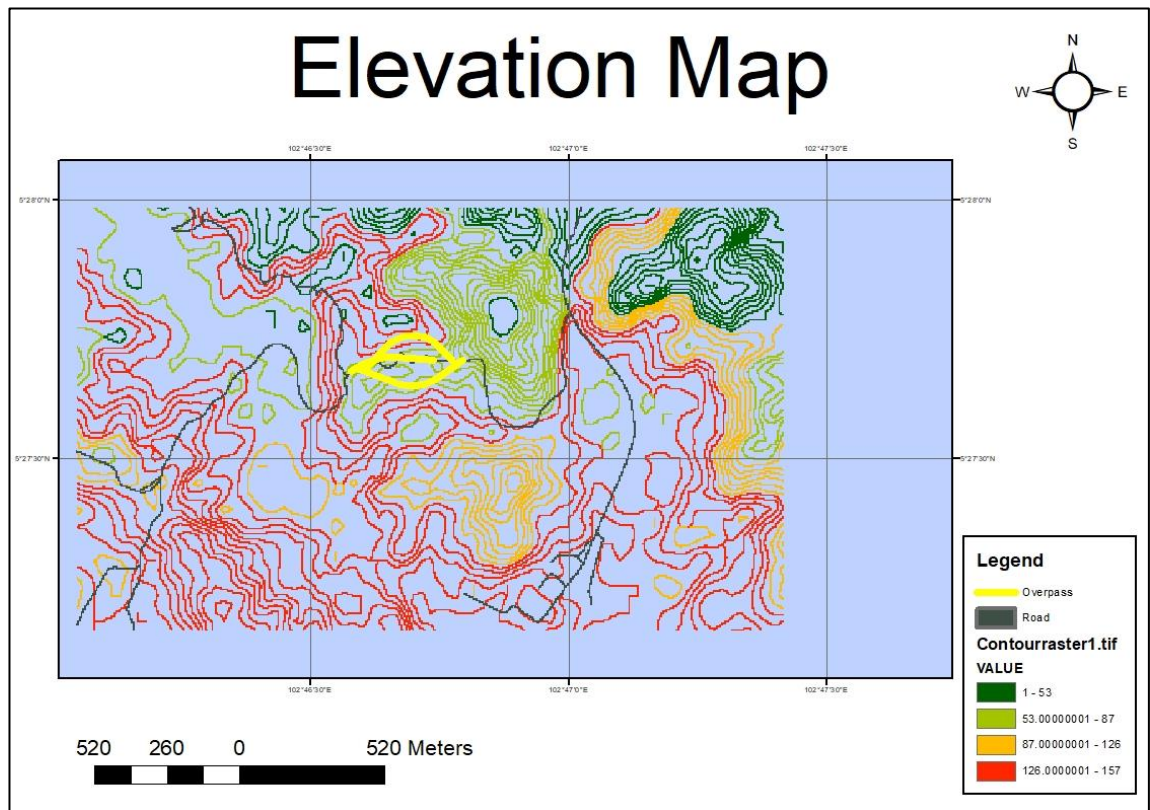 Elevation Map
N
W E
S
102°46'30"E 102°47'0"E 102°47'30"E
5°28'0"N 5°28'0"N
5°27'30"N 5°27'30"N
102°46'30"E 102°47'0"E 102°47'30"E
Legend
Overpass
Road
Contourraster1.tif
VALUE
1 - 53
53.00000001 - 87
87.00000001 - 126
126.0000001 - 157
520 260 0 520 Meters